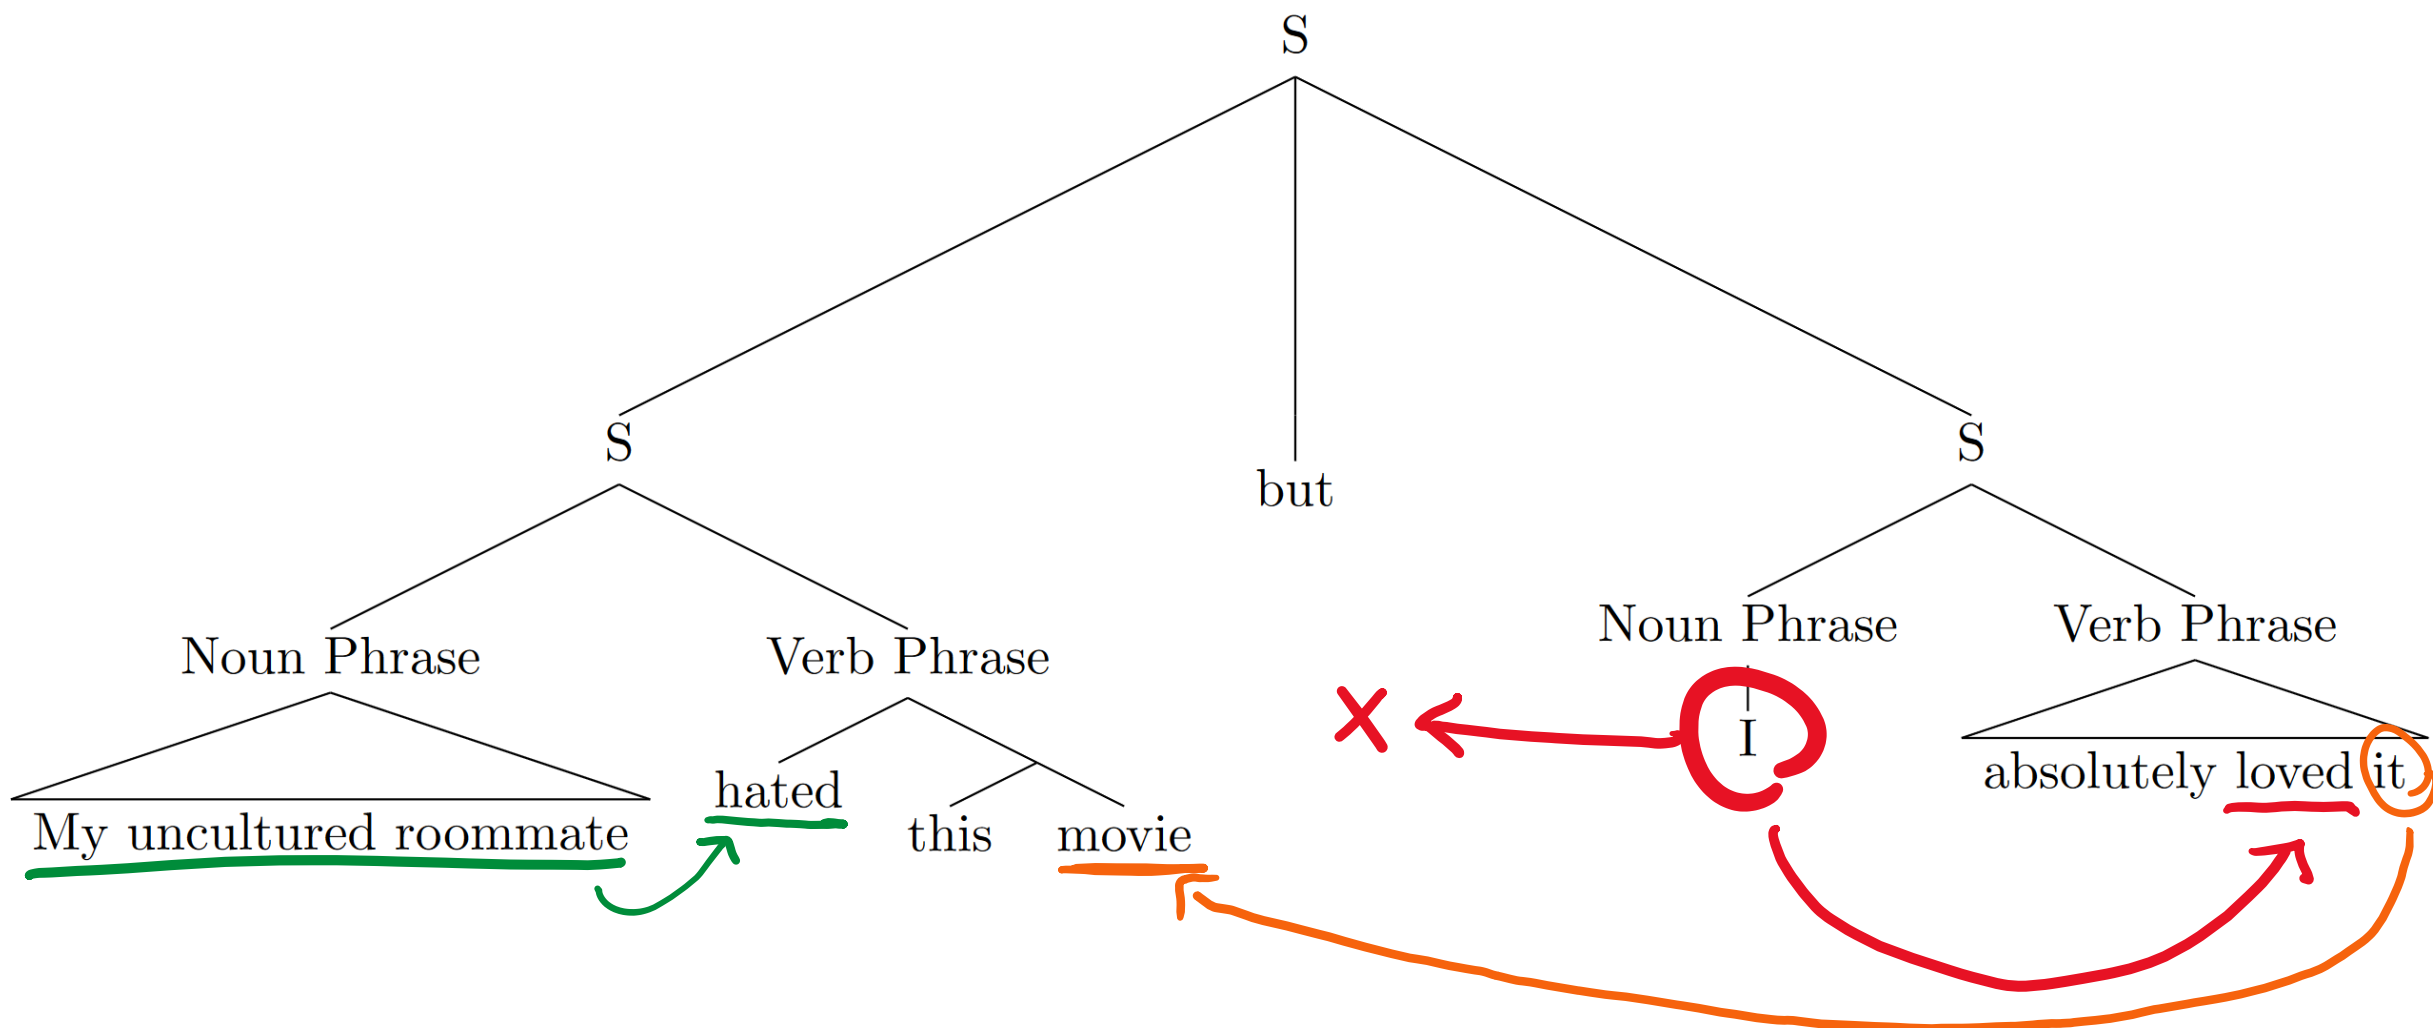 S
S
but
S
Noun Phrase
Verb Phrase
Noun Phrase
Verb Phrase
My uncultured roommate
hated
this
movie
I
absolutely loved it
X